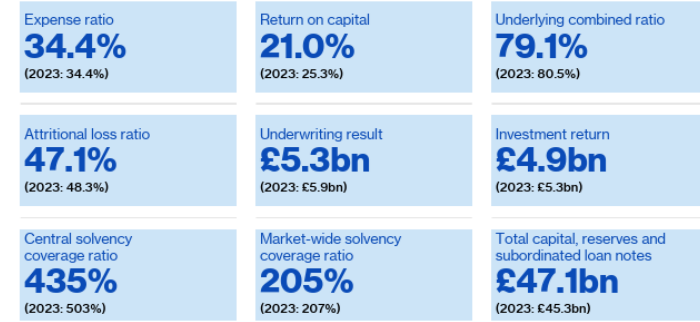 Expense ratio
34.4%
(2023: 34.4%)
Return on capital
21.0%
(2023: 25.3%)
Underlying combined ratio
79.1%
(2023: 80.5%)
Attritional loss ratio
47.1%
(2023: 48.3%)
Underwriting result
£5.3bn
(2023: £5.9bn)
Investment return
£4.9bn
(2023: £5.3bn)
Central solvency
coverage ratio
435%
(2023: 503%)
Market-wide solvency
coverage ratio
205%
(2023: 207%)
Total capital, reserves and
subordinated loan notes
£47.1bn
(2023: £45.3bn)